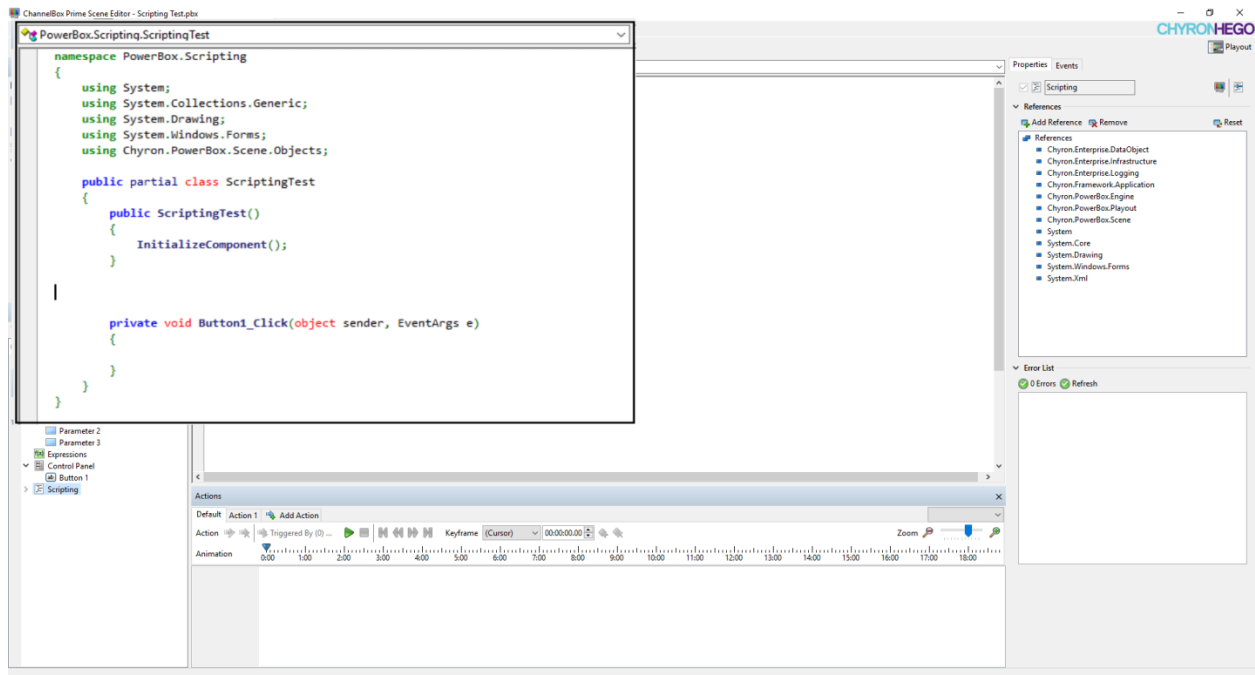 ChannelBox Prime Scene Editor - Scripting Test.pbx
CHYRONHEGO
Playout
PowerBox.Scripting.ScriptingTest
namespace PowerBox.Scripting
{
using System;
using System.Collections.Generic;
using System.Drawing;
using System.Windows.Forms;
using Chyron.PowerBox.Scene.Objects;
public partial class ScriptingTest
{
public ScriptingTest()
{
InitializeComponent();
}
private void Button1_Click(object sender, EventArgs e)
{
}
}
}
Properties Events
Scripting
References
Add Reference Remove Reset
References
Chyron.Enterprise.DataObject
Chyron.Enterprise.Infrastructure
Chyron.Enterprise.Logging
Chyron.Framework.Application
Chyron.PowerBox.Engine
Chyron.PowerBox.Playout
Chyron.PowerBox.Scene
System
System.Core
System.Drawing
System.Windows.Forms
System.Xml
Error List
0 Errors Refresh
Parameter 2
Parameter 3
f(x) Expressions
Control Panel
ab Button 1
Scripting
Actions
Default Action 1 Add Action
Action Triggered By (0) ... Keyframe (Cursor) 00:00:00.00 Zoom
Animation 0:00 1:00 2:00 3:00 4:00 5:00 6:00 7:00 8:00 9:00 10:00 11:00 12:00 13:00 14:00 15:00 16:00 17:00 18:00